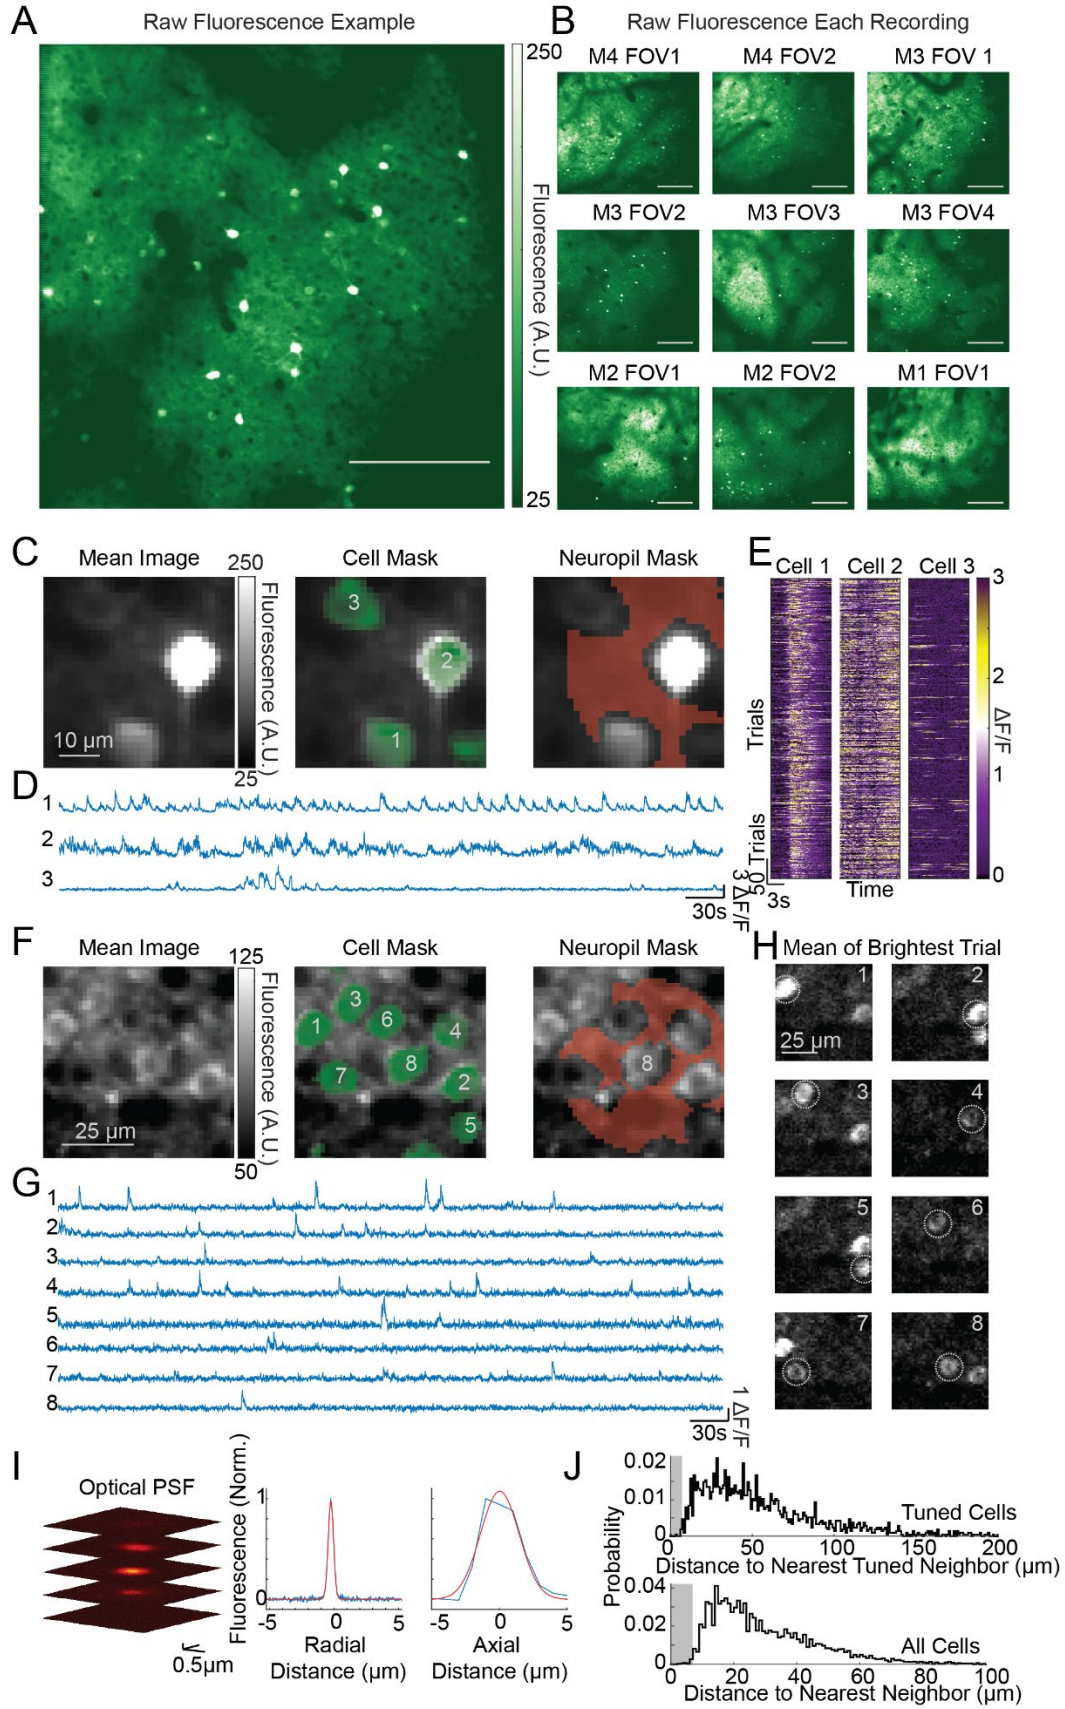 A
Raw Fluorescence Example
250
Fluorescence (A.U.)
25
B
Raw Fluorescence Each Recording
M4 FOV1
M4 FOV2
M3 FOV 1
M3 FOV2
M3 FOV3
M3 FOV4
M2 FOV1
M2 FOV2
M1 FOV1
C
Mean Image
Cell Mask
Neuropil Mask
250
Fluorescence (A.U.)
25
10 µm
3
2
1
D
1
2
3
3 ΔF/F
30s
E
Cell 1
Cell 2
Cell 3
3
2
1
0
ΔF/F
Trials
50 Trials
3s
Time
F
Mean Image
Cell Mask
Neuropil Mask
125
Fluorescence (A.U.)
50
25 µm
3
1
6
4
8
7
2
5
8
G
1
2
3
4
5
6
7
8
1 ΔF/F
30s
H
Mean of Brightest Trial
1
2
25 µm
3
4
5
6
7
8
I
Optical PSF
0.5µm
Fluorescence (Norm.)
1
0
-5
0
5
Radial
Distance (µm)
-5
0
5
Axial
Distance (µm)
J
Probability
0.02
0.01
0
Tuned Cells
0
50
100
150
200
Distance to Nearest Tuned Neighbor (µm)
0.04
0.02
0
All Cells
0
20
40
60
80
100
Distance to Nearest Neighbor (µm)